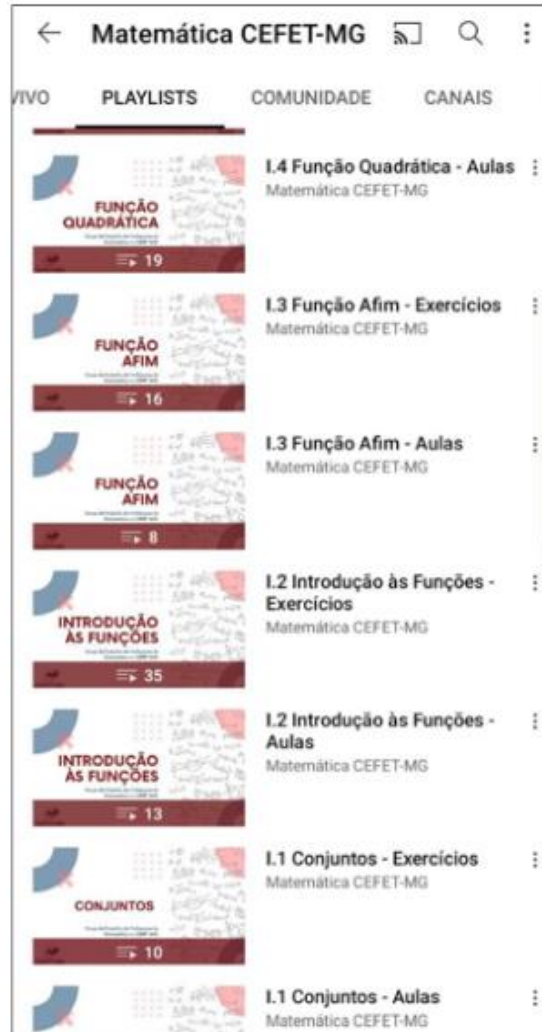 Matemática CEFET-MG
VIVO PLAYLISTS COMUNIDADE CANAIS
FUNÇÃO
QUADRÁTICA
19
I.4 Função Quadrática - Aulas
Matemática CEFET-MG
FUNÇÃO
AFIM
16
I.3 Função Afim - Exercícios
Matemática CEFET-MG
FUNÇÃO
AFIM
8
I.3 Função Afim - Aulas
Matemática CEFET-MG
INTRODUÇÃO
ÀS FUNÇÕES
35
I.2 Introdução às Funções -
Exercícios
Matemática CEFET-MG
INTRODUÇÃO
ÀS FUNÇÕES
13
I.2 Introdução às Funções -
Aulas
Matemática CEFET-MG
CONJUNTOS
10
I.1 Conjuntos - Exercícios
Matemática CEFET-MG
I.1 Conjuntos - Aulas
Matemática CEFET-MG